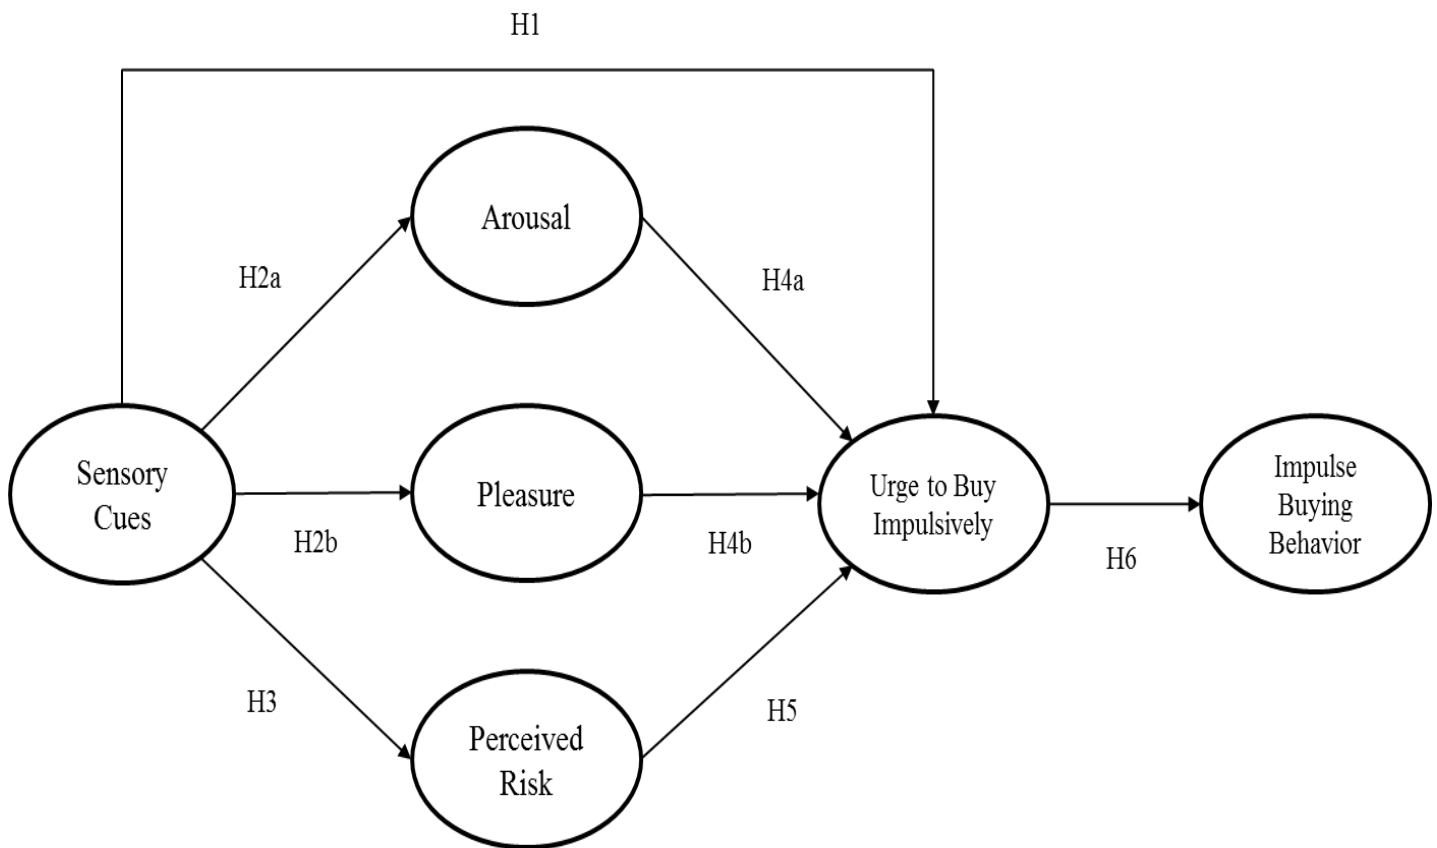 H1
Arousal
H2a
H4a
Sensory
Cues
Pleasure
Urge to Buy
Impulsively
Impulse
Buying
Behavior
H2b
H4b
H6
H3
H5
Perceived
Risk